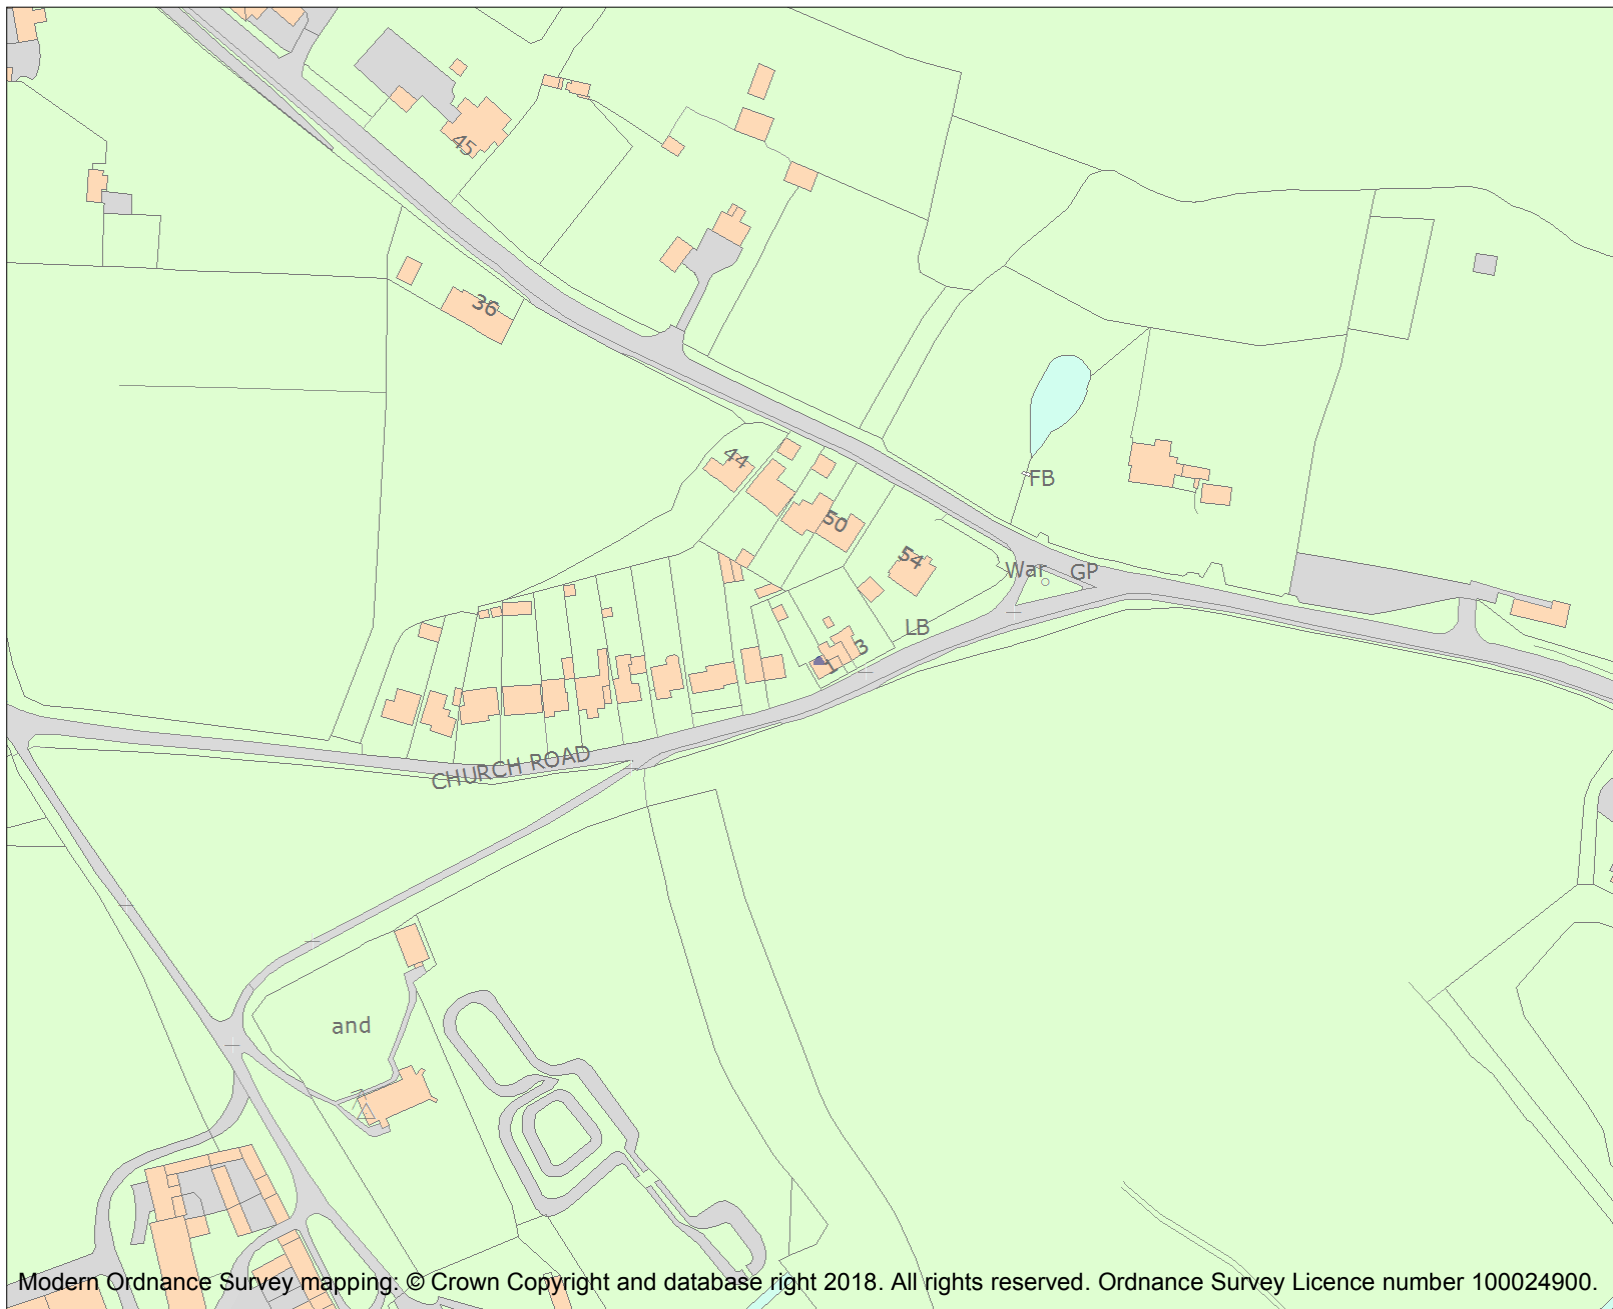 45
36
44
FB
50
54
War GP
LB
3
1
CHURCH ROAD
and
Modern Ordnance Survey mapping: © Crown Copyright and database right 2018. All rights reserved. Ordnance Survey Licence number 100024900.